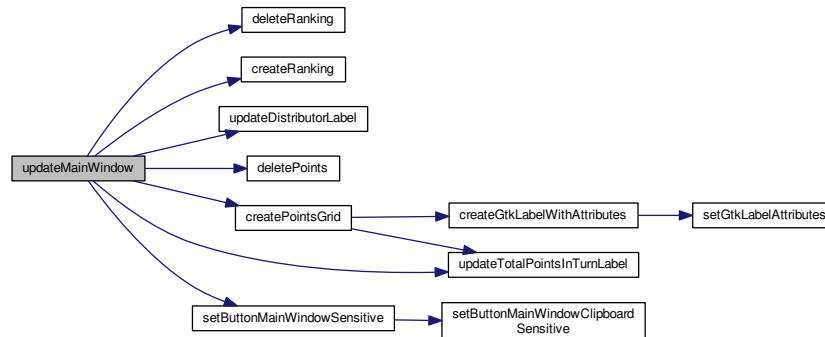 deleteRanking
createRanking
updateDistributorLabel
updateMainWindow
deletePoints
createPointsGrid
createGtkLabelWithAttributes
setGtkLabelAttributes
updateTotalPointsInTurnLabel
setButtonMainWindowSensitive
setButtonMainWindowClipboard
Sensitive